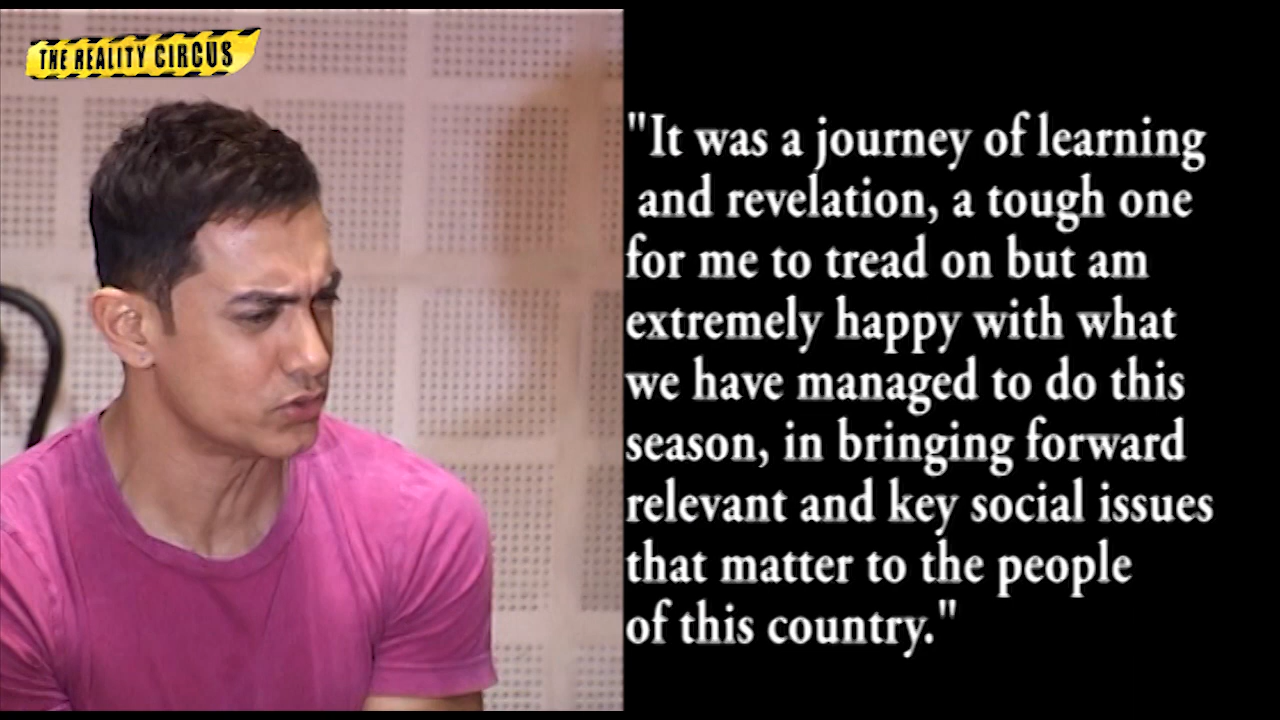 THE REALITY CIRCUS
"It was a journey of learning
and revelation, a tough one
for me to tread on but am
extremely happy with what
we have managed to do this
season, in bringing forward
relevant and key social issues
that matter to the people
of this country."